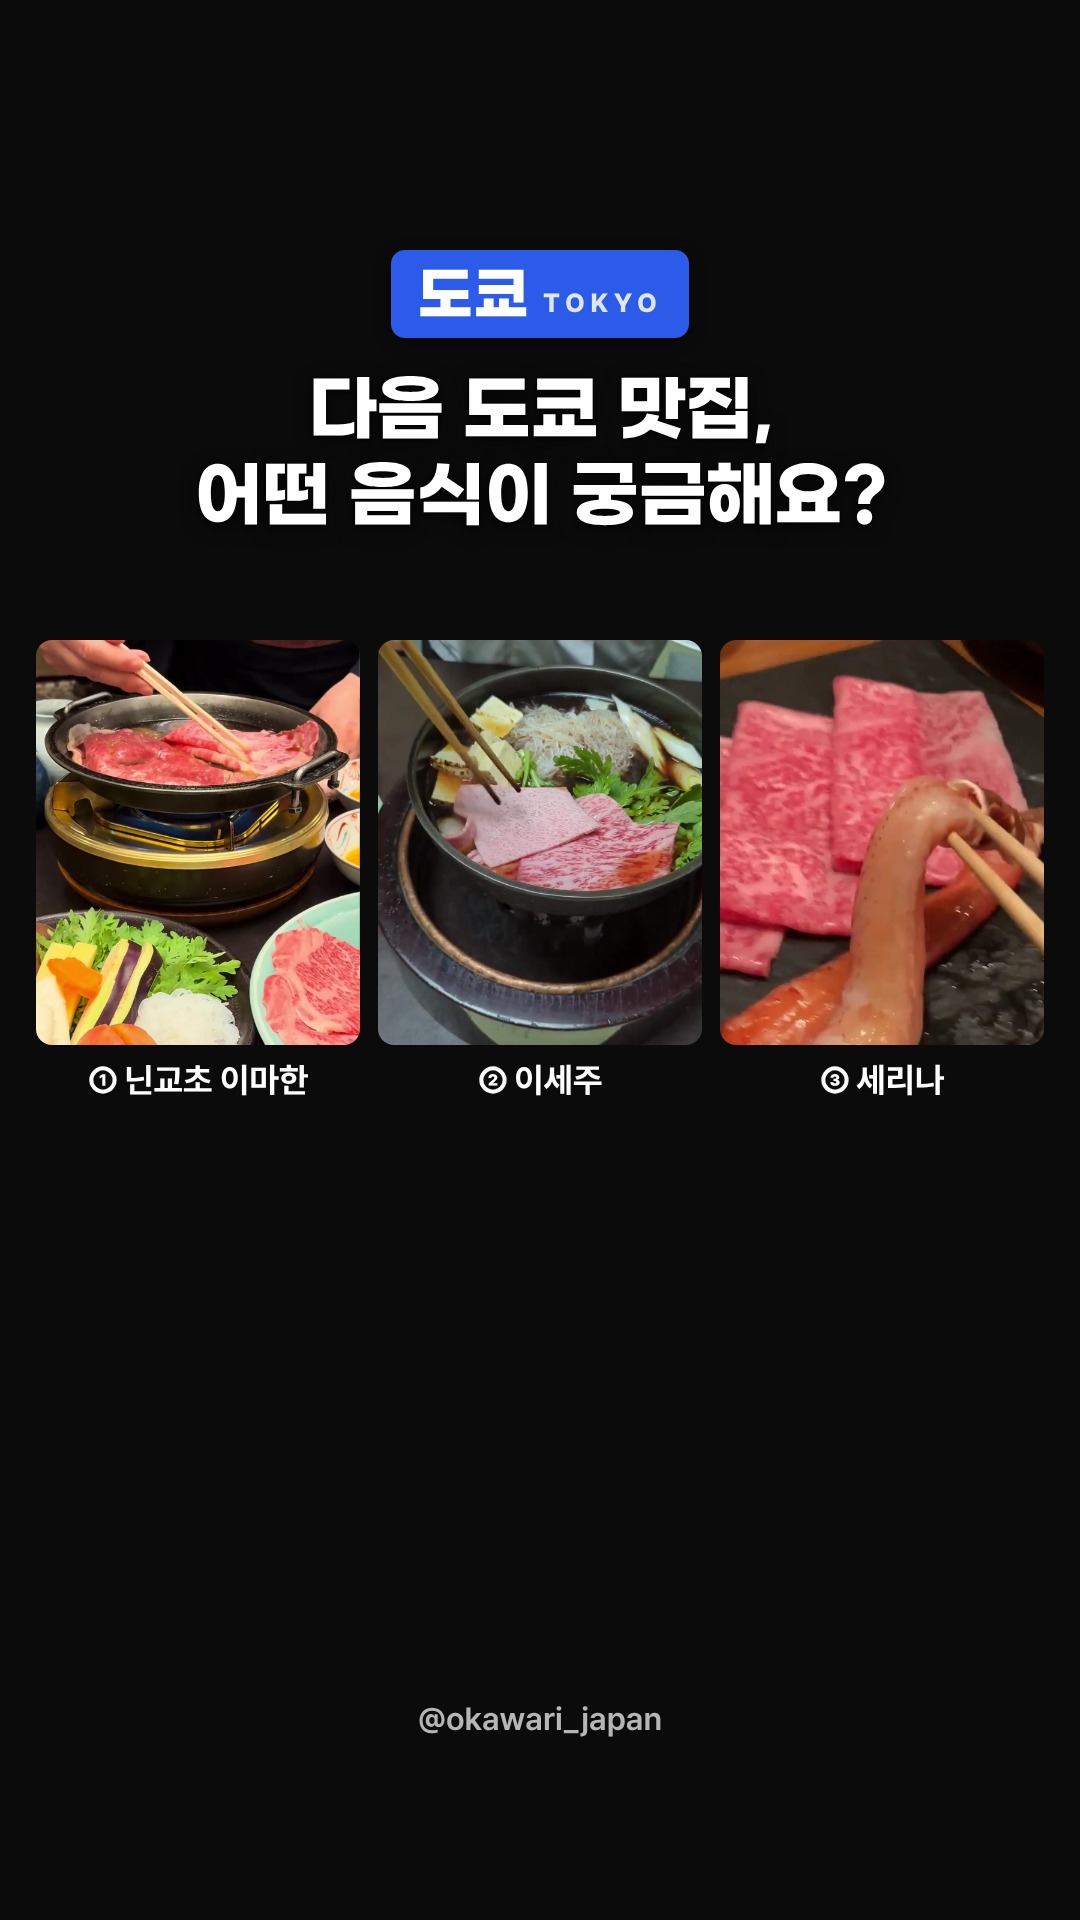 도쿄 TOKYO
다음 도쿄 맛집,
어떤 음식이 궁금해요?
① 닌교초 이마한
② 이세주
③ 세리나
@okawari_japan